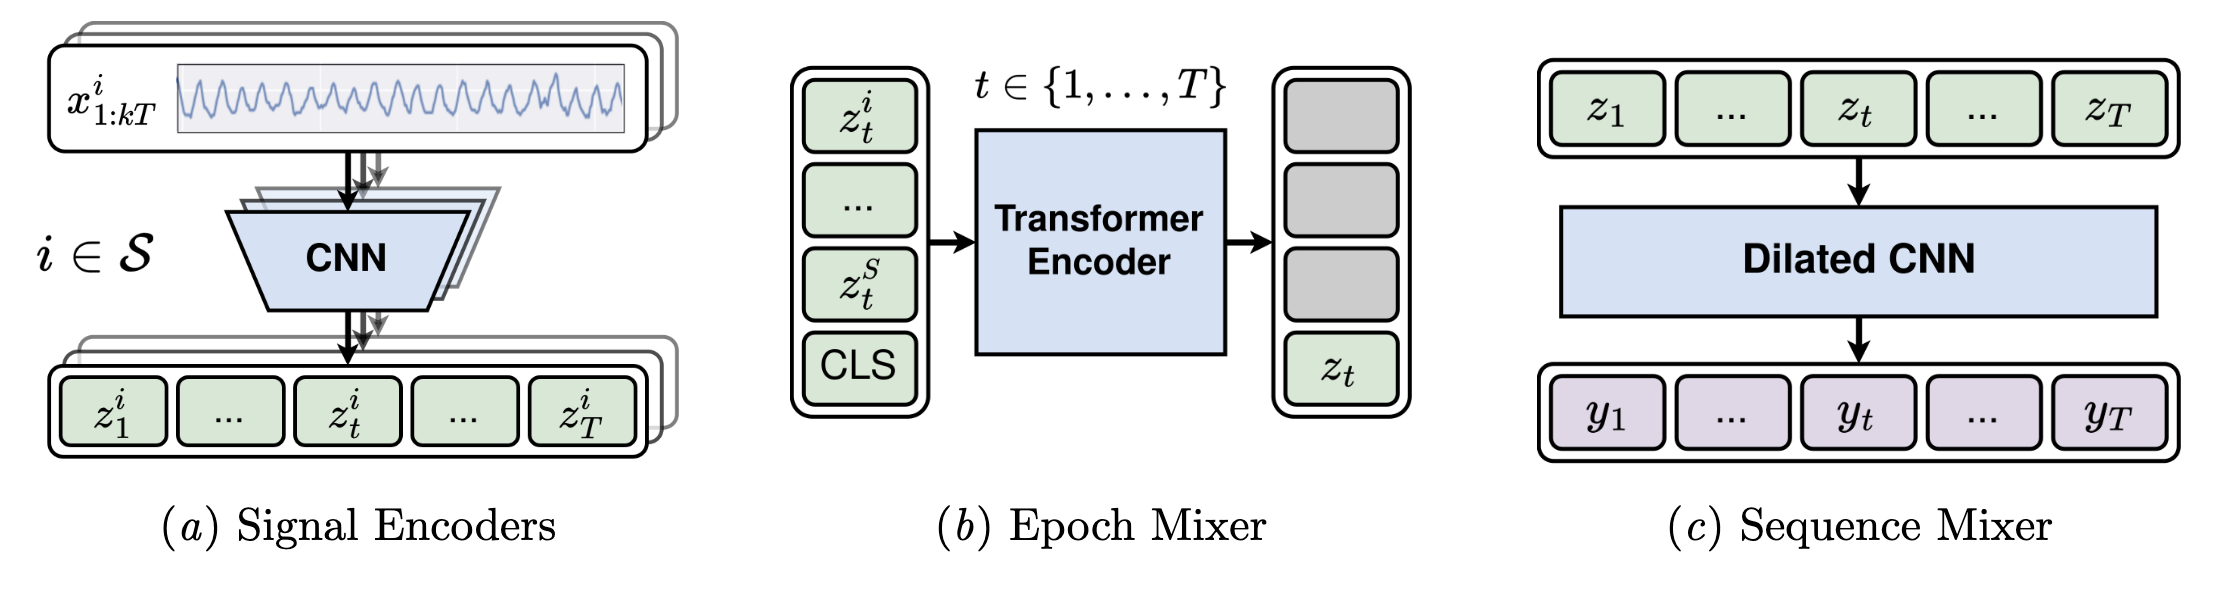 $x^i_{1:kT}$
$i \in \mathcal{S}$
CNN
$z^i_1$ ... $z^i_t$ ... $z^i_T$
(a) Signal Encoders
$z^i_t$
...
$z^S_t$
CLS
$t \in \{1, \ldots, T\}$
Transformer
Encoder
$z_t$
(b) Epoch Mixer
$z_1$ ... $z_t$ ... $z_T$
Dilated CNN
$y_1$ ... $y_t$ ... $y_T$
(c) Sequence Mixer